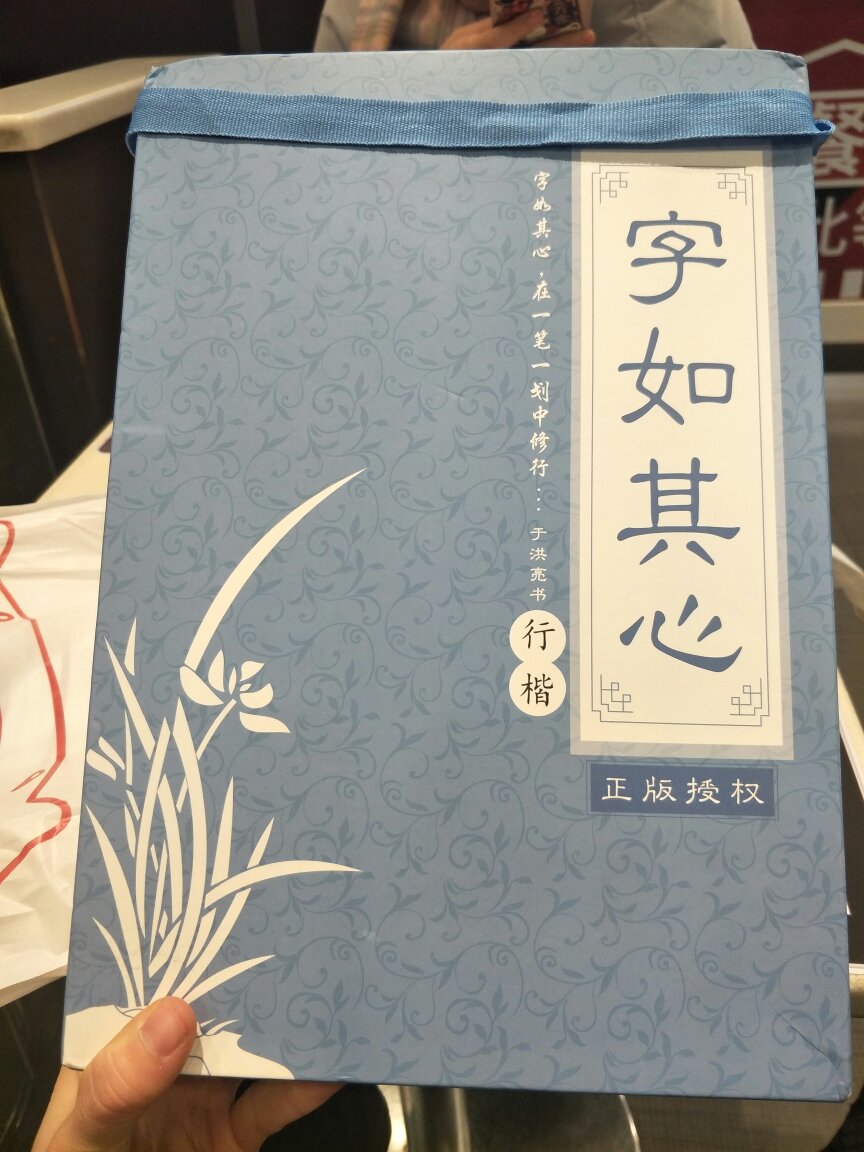 字如其心
字如其心，在一笔一划中修行…
于洪亮书
行楷
正版授权
餐